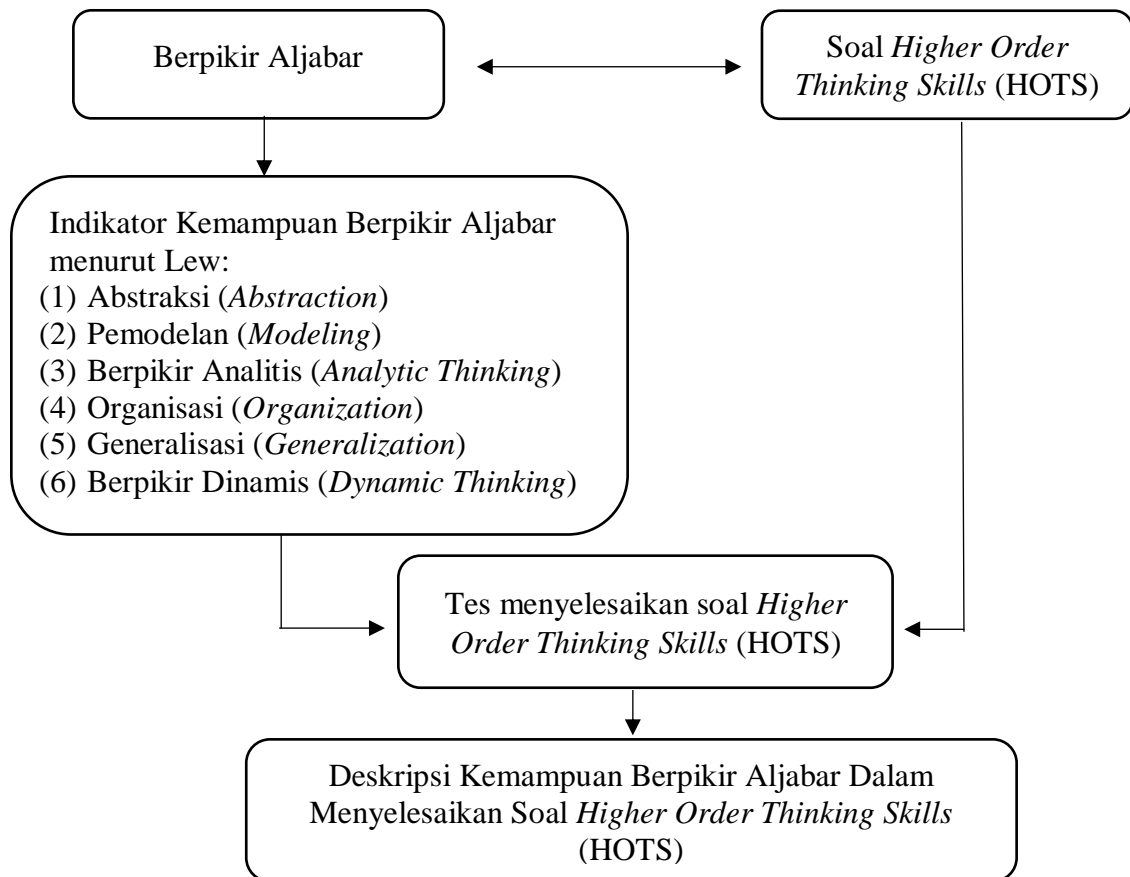 Berpikir Aljabar
Soal Higher Order
Thinking Skills (HOTS)
Indikator Kemampuan Berpikir Aljabar
menurut Lew:
(1) Abstraksi (Abstraction)
(2) Pemodelan (Modeling)
(3) Berpikir Analitis (Analytic Thinking)
(4) Organisasi (Organization)
(5) Generalisasi (Generalization)
(6) Berpikir Dinamis (Dynamic Thinking)
Tes menyelesaikan soal Higher
Order Thinking Skills (HOTS)
Deskripsi Kemampuan Berpikir Aljabar Dalam
Menyelesaikan Soal Higher Order Thinking Skills
(HOTS)